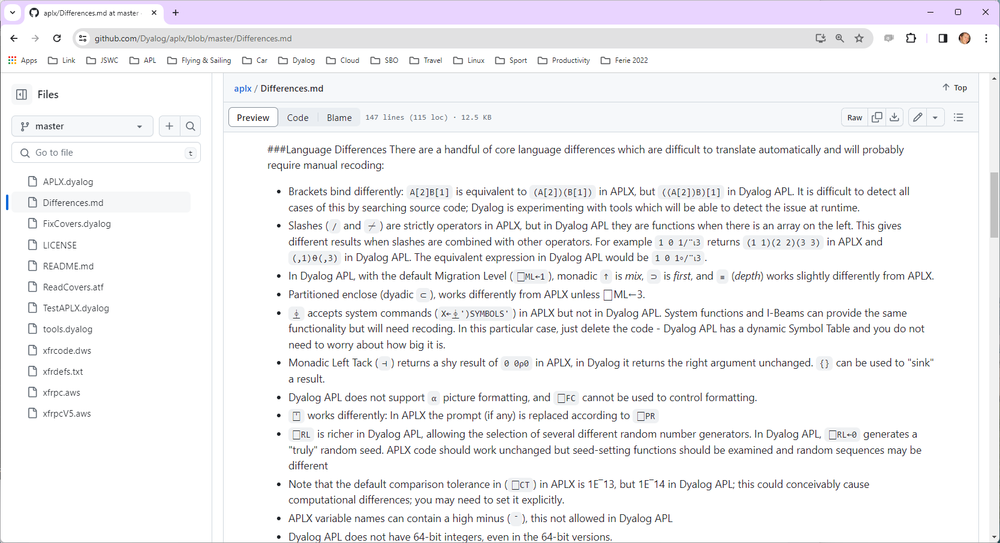 aplx/Differences.md at master
github.com/Dyalog/aplx/blob/master/Differences.md
Apps Link JSWC APL Flying & Sailing Car Dyalog Cloud SBO Travel Linux Sport Productivity Ferie 2022
Files
master
Go to file t
APLX.dyalog
Differences.md
FixCovers.dyalog
LICENSE
README.md
ReadCovers.atf
TestAPLX.dyalog
tools.dyalog
xfrcode.dws
xfrdefs.txt
xfrpc.aws
xfrpcV5.aws
aplx / Differences.md
Top
Preview Code Blame 147 lines (115 loc) · 12.5 KB Raw
###Language Differences There are a handful of core language differences which are difficult to translate automatically and will probably
require manual recoding:
• Brackets bind differently: A[2]B[1] is equivalent to (A[2])(B[1]) in APLX, but ((A[2])B)[1] in Dyalog APL. It is difficult to detect all
cases of this by searching source code; Dyalog is experimenting with tools which will be able to detect the issue at runtime.
• Slashes ( / and ⌿ ) are strictly operators in APLX, but in Dyalog APL they are functions when there is an array on the left. This gives
different results when slashes are combined with other operators. For example 1 0 1/¨⍳3 returns (1 1)(2 2)(3 3) in APLX and
(,1)⍬(,3) in Dyalog APL. The equivalent expression in Dyalog APL would be 1 0 1∘/¨⍳3.
• In Dyalog APL, with the default Migration Level ( ⎕ML←1 ), monadic ↑ is mix, ⊃ is first, and ≡ (depth) works slightly differently from APLX.
• Partitioned enclose (dyadic ⊂ ), works differently from APLX unless ⎕ML←3.
• ⍎ accepts system commands ( X←⍎')SYMBOLS' ) in APLX but not in Dyalog APL. System functions and I-Beams can provide the same
functionality but will need recoding. In this particular case, just delete the code - Dyalog APL has a dynamic Symbol Table and you do not
need to worry about how big it is.
• Monadic Left Tack ( ⊣ ) returns a shy result of 0 0⍴0 in APLX, in Dyalog it returns the right argument unchanged. {} can be used to "sink"
a result.
• Dyalog APL does not support ⍺ picture formatting, and ⎕FC cannot be used to control formatting.
• ⍞ works differently: In APLX the prompt (if any) is replaced according to ⎕PR
• ⎕RL is richer in Dyalog APL, allowing the selection of several different random number generators. In Dyalog APL, ⎕RL←0 generates a
"truly" random seed. APLX code should work unchanged but seed-setting functions should be examined and random sequences may be
different
• Note that the default comparison tolerance in ( ⎕CT ) in APLX is 1E¯13, but 1E¯14 in Dyalog APL; this could conceivably cause
computational differences; you may need to set it explicitly.
• APLX variable names can contain a high minus ( ¯ ), this not allowed in Dyalog APL
• Dyalog APL does not have 64-bit integers, even in the 64-bit versions.